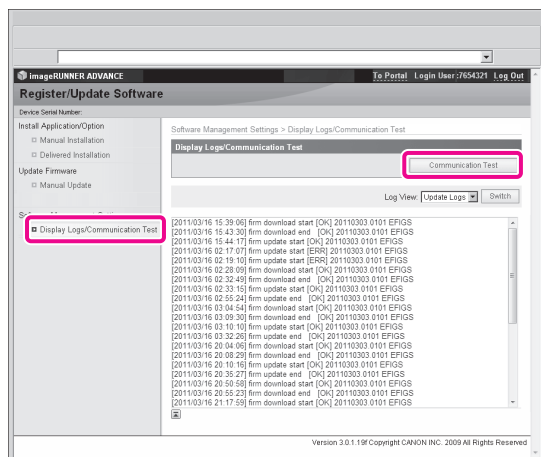 imageRUNNER ADVANCE
To Portal Login User :7654321 Log Out
Register/Update Software
Device Serial Number:
Install Application/Option
Manual Installation
Delivered Installation
Update Firmware
Manual Update
Display Logs/Communication Test
Software Management Settings > Display Logs/Communication Test
Display Logs/Communication Test
Communication Test
Log View: Update Logs Switch
[2011/03/16 15:39:06] firm download start [OK] 20110303.0101 EFIGS
[2011/03/16 15:43:30] firm download end [OK] 20110303.0101 EFIGS
[2011/03/16 15:44:17] firm update start [OK] 20110303.0101 EFIGS
[2011/03/16 02:17:07] firm update start [ERR] 20110303.0101 EFIGS
[2011/03/16 02:19:10] firm update start [ERR] 20110303.0101 EFIGS
[2011/03/16 02:28:09] firm download start [OK] 20110303.0101 EFIGS
[2011/03/16 02:32:49] firm download end [OK] 20110303.0101 EFIGS
[2011/03/16 02:33:15] firm update start [OK] 20110303.0101 EFIGS
[2011/03/16 02:55:24] firm update end [OK] 20110303.0101 EFIGS
[2011/03/16 03:04:54] firm download start [OK] 20110303.0101 EFIGS
[2011/03/16 03:09:30] firm download end [OK] 20110303.0101 EFIGS
[2011/03/16 03:10:10] firm update start [OK] 20110303.0101 EFIGS
[2011/03/16 03:32:26] firm update end [OK] 20110303.0101 EFIGS
[2011/03/16 20:04:06] firm download start [OK] 20110303.0101 EFIGS
[2011/03/16 20:08:29] firm download end [OK] 20110303.0101 EFIGS
[2011/03/16 20:10:16] firm update start [OK] 20110303.0101 EFIGS
[2011/03/16 20:35:27] firm update end [OK] 20110303.0101 EFIGS
[2011/03/16 20:50:58] firm download start [OK] 20110303.0101 EFIGS
[2011/03/16 20:55:23] firm download end [OK] 20110303.0101 EFIGS
[2011/03/16 21:17:59] firm download start [OK] 20110303.0101 EFIGS
Version 3.0.1.19f Copyright CANON INC. 2009 All Rights Reserved